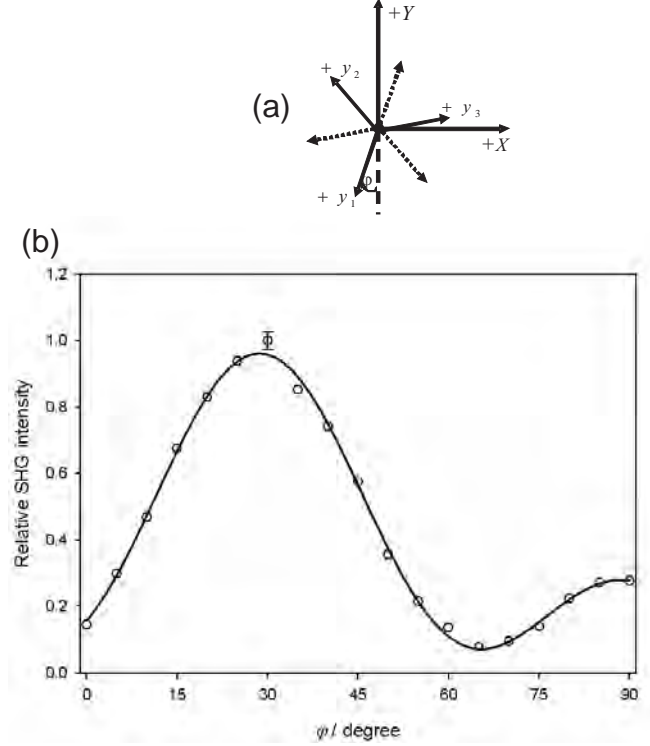 +Y
+ y2
(a)
+ y3
+X
φ
+ y1
(b)
1.2
1.0
0.8
0.6
0.4
0.2
0.0
Relative SHG intensity
0 15 30 45 60 75 90
φ / degree